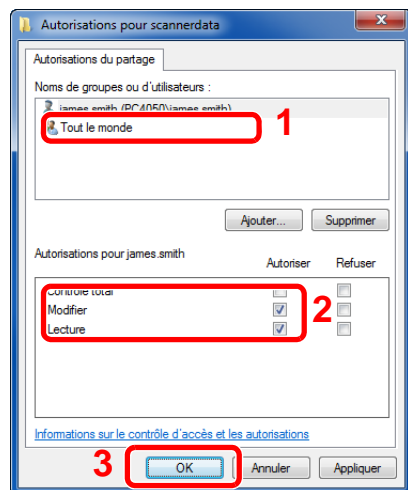 Autorisations pour scannerdata
Autorisations du partage
Noms de groupes ou d'utilisateurs :
james smith (PC4050\james smith)
Tout le monde
1
Ajouter... Supprimer
Autorisations pour james.smith Autoriser Refuser
Contrôle total
Modifier
2
Lecture
Informations sur le contrôle d'accès et les autorisations
3
OK Annuler Appliquer